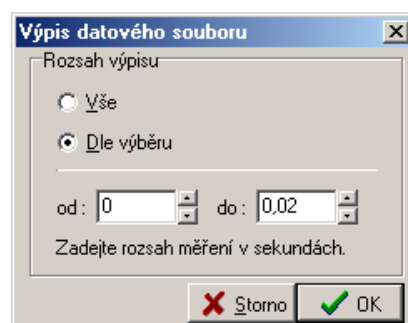 Výpis datového souboru
Rozsah výpisu
Vše
Dle výběru
od : 0 do : 0,02
Zadejte rozsah měření v sekundách.
Storno OK